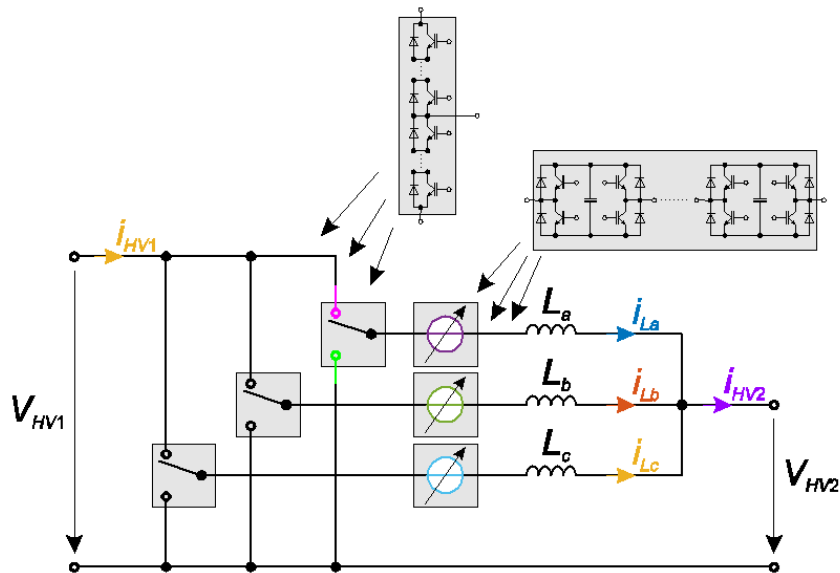 i_HV1
L_a
i_La
V_HV1
L_b
i_Lb
i_HV2
L_c
i_Lc
V_HV2